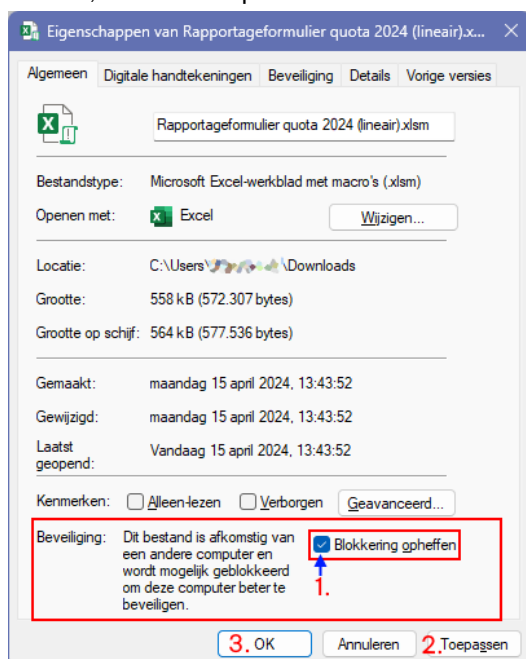 Eigenschappen van Rapportageformulier quota 2024 (lineair).x...
Algemeen Digitale handtekeningen Beveiliging Details Vorige versies
Rapportageformulier quota 2024 (lineair).xlsm
Bestandstype: Microsoft Excel-werkblad met macro's (.xlsm)
Openen met: Excel Wijzigen...
Locatie: C:\Users\ \Downloads
Grootte: 558 kB (572.307 bytes)
Grootte op schijf: 564 kB (577.536 bytes)
Gemaakt: maandag 15 april 2024, 13:43:52
Gewijzigd: maandag 15 april 2024, 13:43:52
Laatst
geopend: Vandaag 15 april 2024, 13:43:52
Kenmerken: Alleen-lezen Verborgen Geavanceerd...
Beveiliging: Dit bestand is afkomstig van
een andere computer en
wordt mogelijk geblokkeerd
om deze computer beter te
beveiligen.
Blokkering opheffen
1.
3. OK Annuleren 2. Toepassen